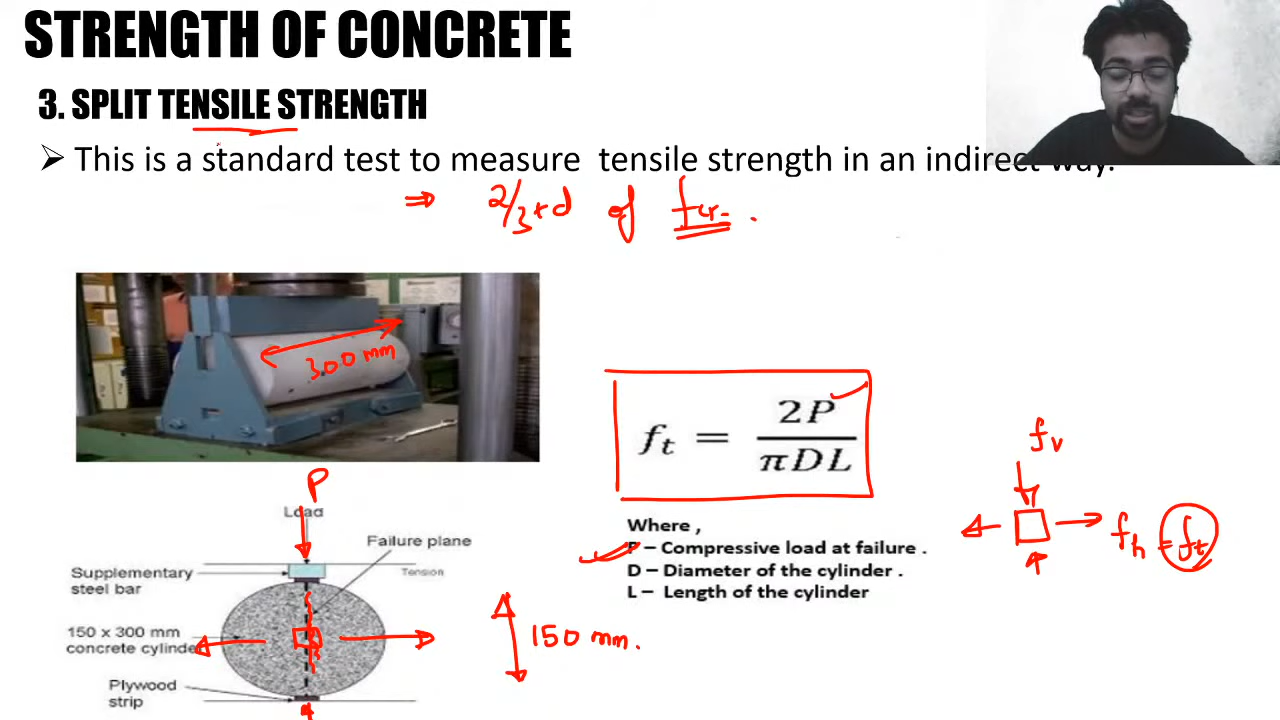 STRENGTH OF CONCRETE
3. SPLIT TENSILE STRENGTH
➢ This is a standard test to measure tensile strength in an indirect way.
⇒ 2/3rd of fcr.
300 mm
P
Load
Failure plane
Tension
Supplementary
steel bar
150 x 300 mm
concrete cylinde
Plywood
strip
150 mm.
ft = 2P / πDL
Where ,
P – Compressive load at failure .
D – Diameter of the cylinder .
L – Length of the cylinder
fv
fh = ft